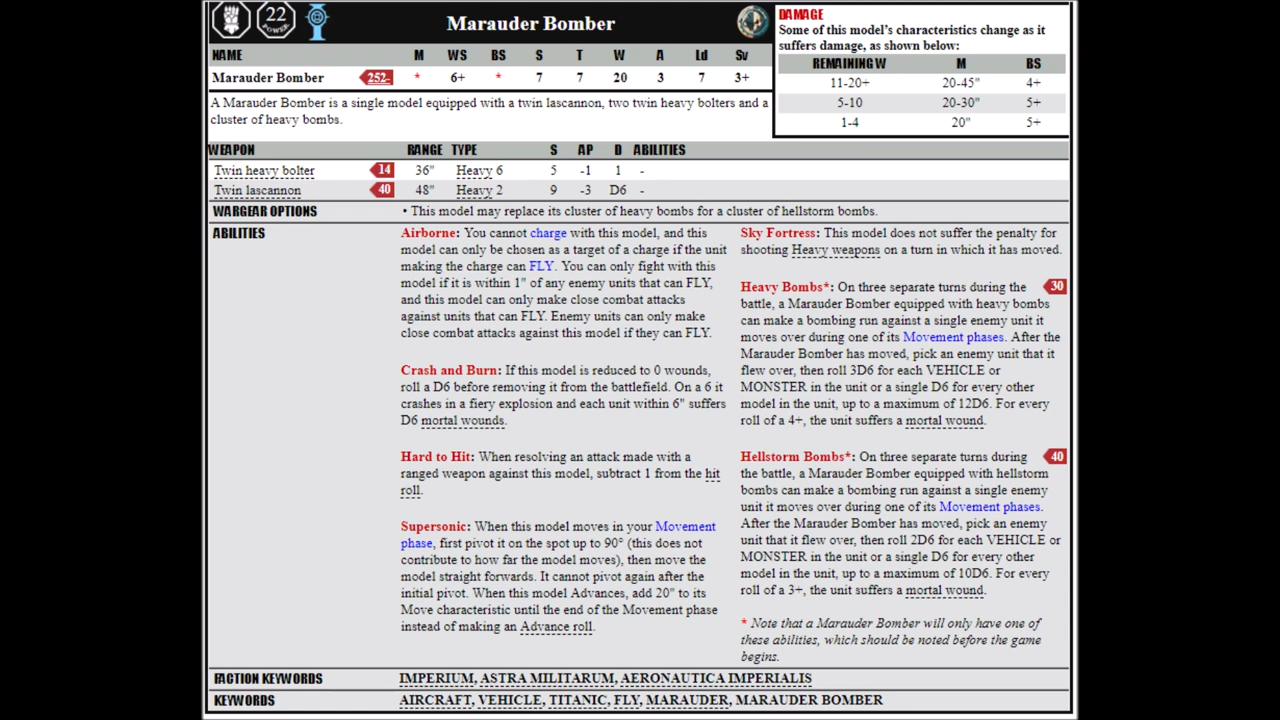 22
POWER
Marauder Bomber
DAMAGE
Some of this model's characteristics change as it
suffers damage, as shown below:
REMAINING W M BS
11-20+ 20-45" 4+
5-10 20-30" 5+
1-4 20" 5+
NAME M WS BS S T W A Ld Sv
Marauder Bomber 252 * 6+ * 7 7 20 3 7 3+
A Marauder Bomber is a single model equipped with a twin lascannon, two twin heavy bolters and a
cluster of heavy bombs.
WEAPON RANGE TYPE S AP D ABILITIES
Twin heavy bolter 14 36" Heavy 6 5 -1 1 -
Twin lascannon 40 48" Heavy 2 9 -3 D6 -
WARGEAR OPTIONS • This model may replace its cluster of heavy bombs for a cluster of hellstorm bombs.
ABILITIES
Airborne: You cannot charge with this model, and this
model can only be chosen as a target of a charge if the unit
making the charge can FLY. You can only fight with this
model if it is within 1" of any enemy units that can FLY,
and this model can only make close combat attacks
against units that can FLY. Enemy units can only make
close combat attacks against this model if they can FLY.
Crash and Burn: If this model is reduced to 0 wounds,
roll a D6 before removing it from the battlefield. On a 6 it
crashes in a fiery explosion and each unit within 6" suffers
D6 mortal wounds.
Hard to Hit: When resolving an attack made with a
ranged weapon against this model, subtract 1 from the hit
roll.
Supersonic: When this model moves in your Movement
phase, first pivot it on the spot up to 90° (this does not
contribute to how far the model moves), then move the
model straight forwards. It cannot pivot again after the
initial pivot. When this model Advances, add 20" to its
Move characteristic until the end of the Movement phase
instead of making an Advance roll.
Sky Fortress: This model does not suffer the penalty for
shooting Heavy weapons on a turn in which it has moved.
Heavy Bombs*: On three separate turns during the 30
battle, a Marauder Bomber equipped with heavy bombs
can make a bombing run against a single enemy unit it
moves over during one of its Movement phases. After the
Marauder Bomber has moved, pick an enemy unit that it
flew over, then roll 3D6 for each VEHICLE or
MONSTER in the unit or a single D6 for every other
model in the unit, up to a maximum of 12D6. For every
roll of a 4+, the unit suffers a mortal wound.
Hellstorm Bombs*: On three separate turns during 40
the battle, a Marauder Bomber equipped with hellstorm
bombs can make a bombing run against a single enemy
unit it moves over during one of its Movement phases.
After the Marauder Bomber has moved, pick an enemy
unit that it flew over, then roll 2D6 for each VEHICLE or
MONSTER in the unit or a single D6 for every other
model in the unit, up to a maximum of 10D6. For every
roll of a 3+, the unit suffers a mortal wound.
* Note that a Marauder Bomber will only have one of
these abilities, which should be noted before the game
begins.
FACTION KEYWORDS IMPERIUM, ASTRA MILITARUM, AERONAUTICA IMPERIALIS
KEYWORDS AIRCRAFT, VEHICLE, TITANIC, FLY, MARAUDER, MARAUDER BOMBER